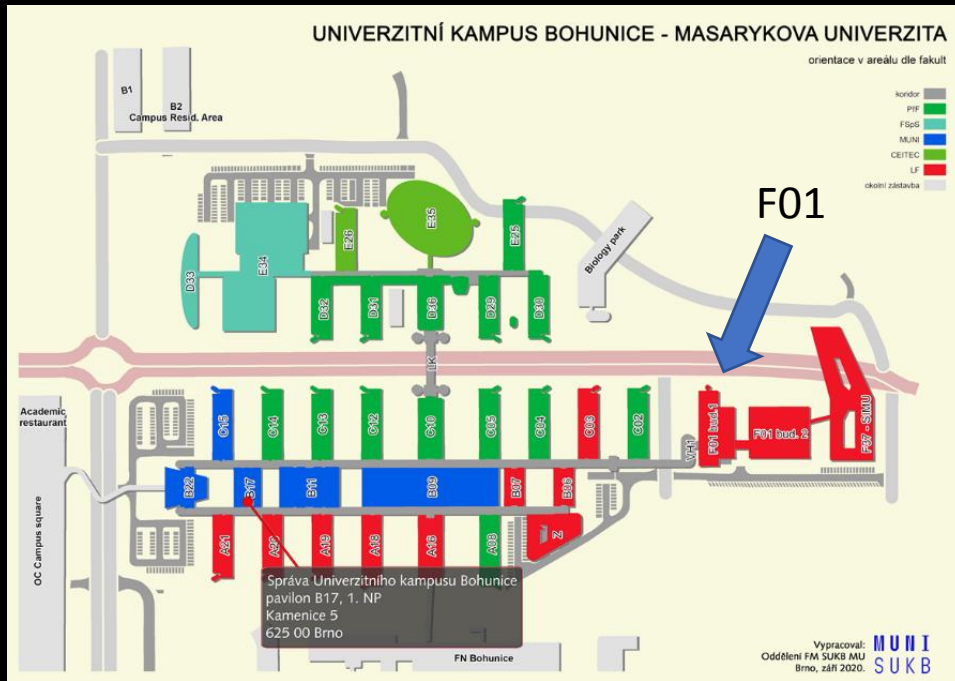 UNIVERZITNÍ KAMPUS BOHUNICE - MASARYKOVA UNIVERZITA
orientace v areálu dle fakult
koridor
PřF
FSpS
MUNI
CEITEC
LF
okolní zástavba
B1
B2
Campus Resid. Area
F01
E35
E26
E25
E34
D33
Biology park
D32
D31
D36
D29
D30
LK
Academic
restaurant
C15
C14
C13
C12
C10
C05
C04
C03
C02
VH1
F01 bud.1
F01 bud. 2
F07 - SIMU
B22
B17
B11
B09
B07
B06
OC Campus square
A21
A20
A19
A18
A16
Z
Správa Univerzitního kampusu Bohunice
pavilon B17, 1. NP
Kamenice 5
625 00 Brno
FN Bohunice
Vypracoval:
Oddělení FM SUKB MU
Brno, září 2020.
MUNI
SUKB